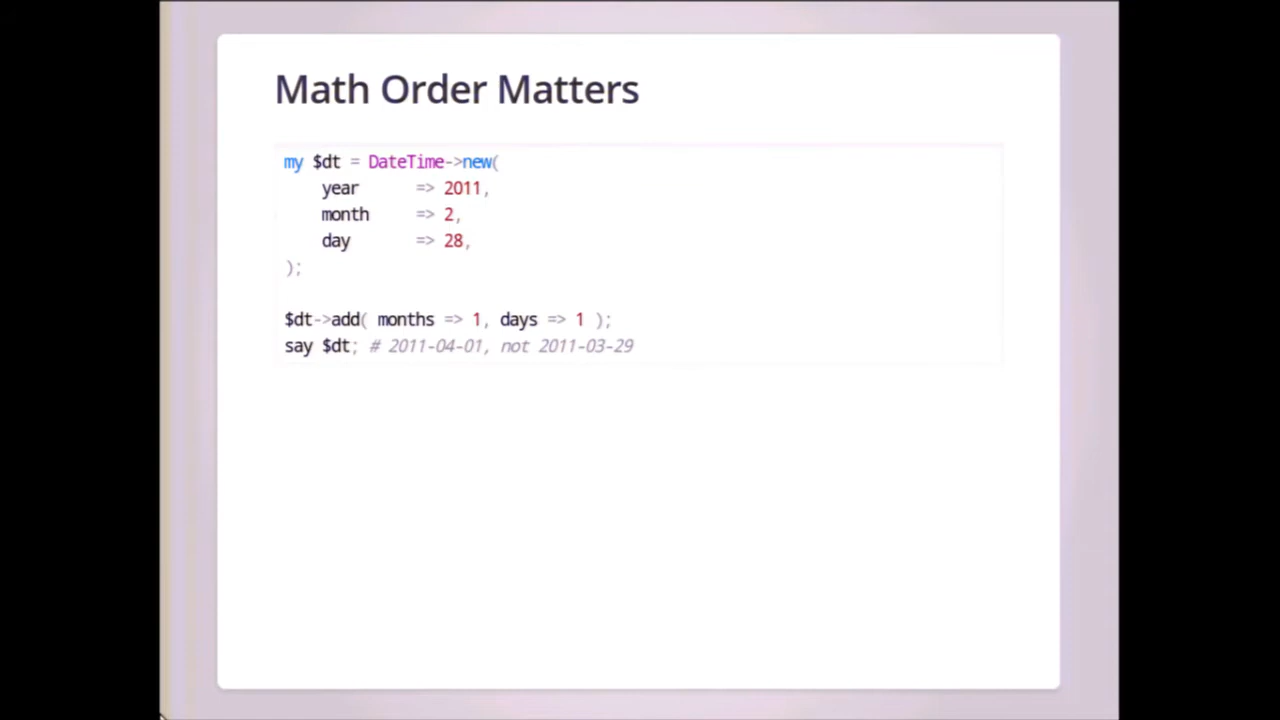 Math Order Matters
my $dt = DateTime->new(
    year      => 2011,
    month     => 2,
    day       => 28,
);
$dt->add( months => 1, days => 1 );
say $dt; # 2011-04-01, not 2011-03-29